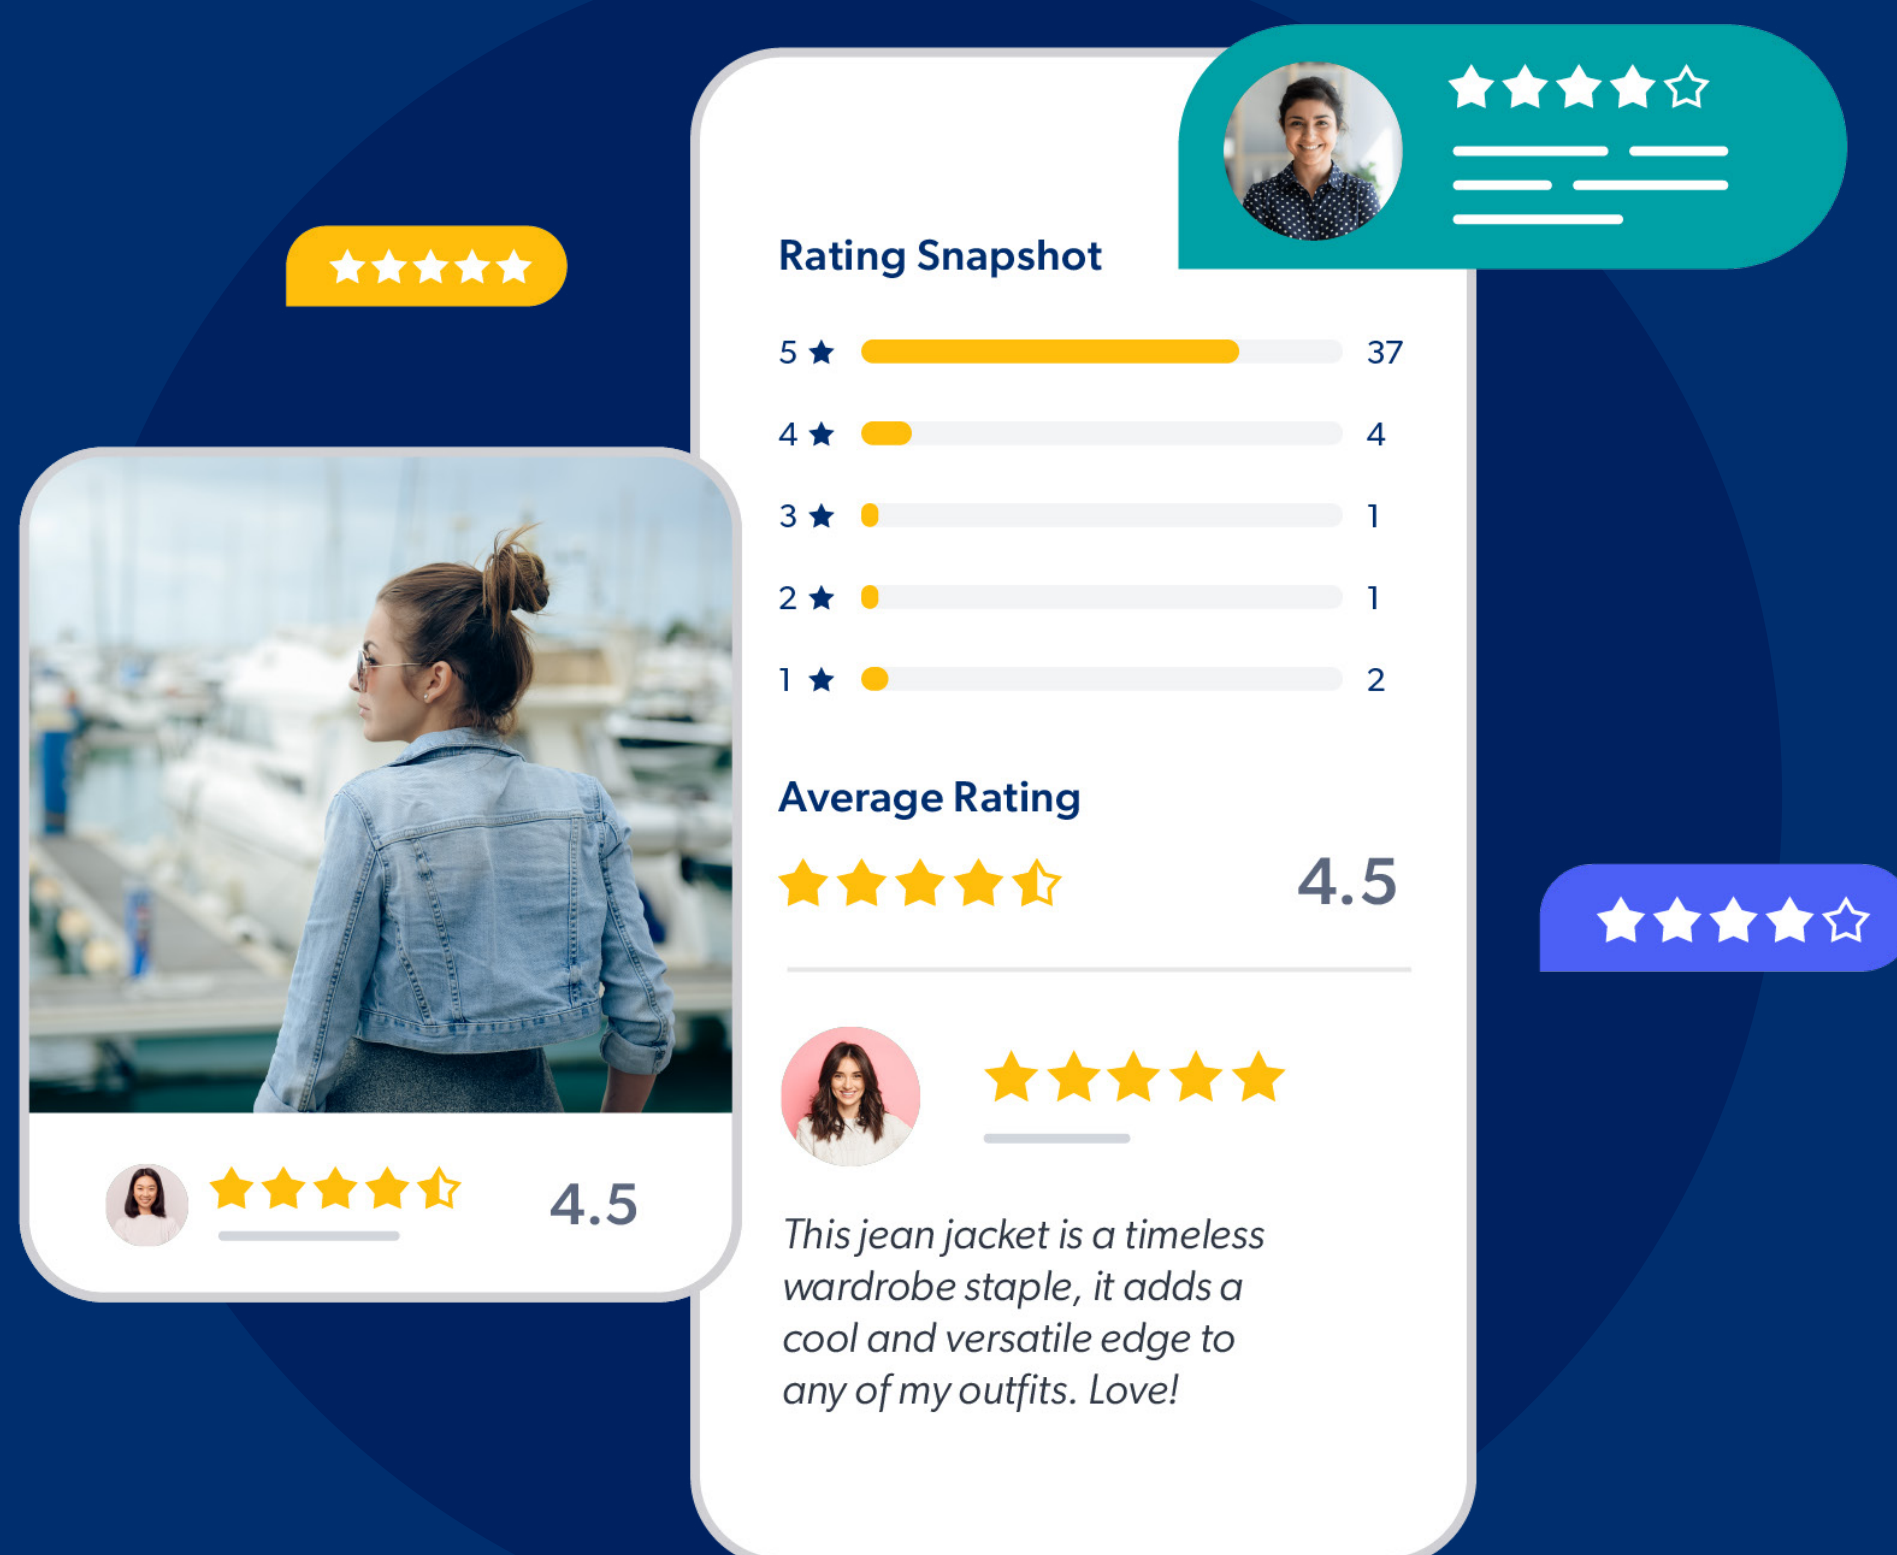 Rating Snapshot
5 37
4 4
3 1
2 1
1 2
Average Rating
4.5
4.5
This jean jacket is a timeless
wardrobe staple, it adds a
cool and versatile edge to
any of my outfits. Love!